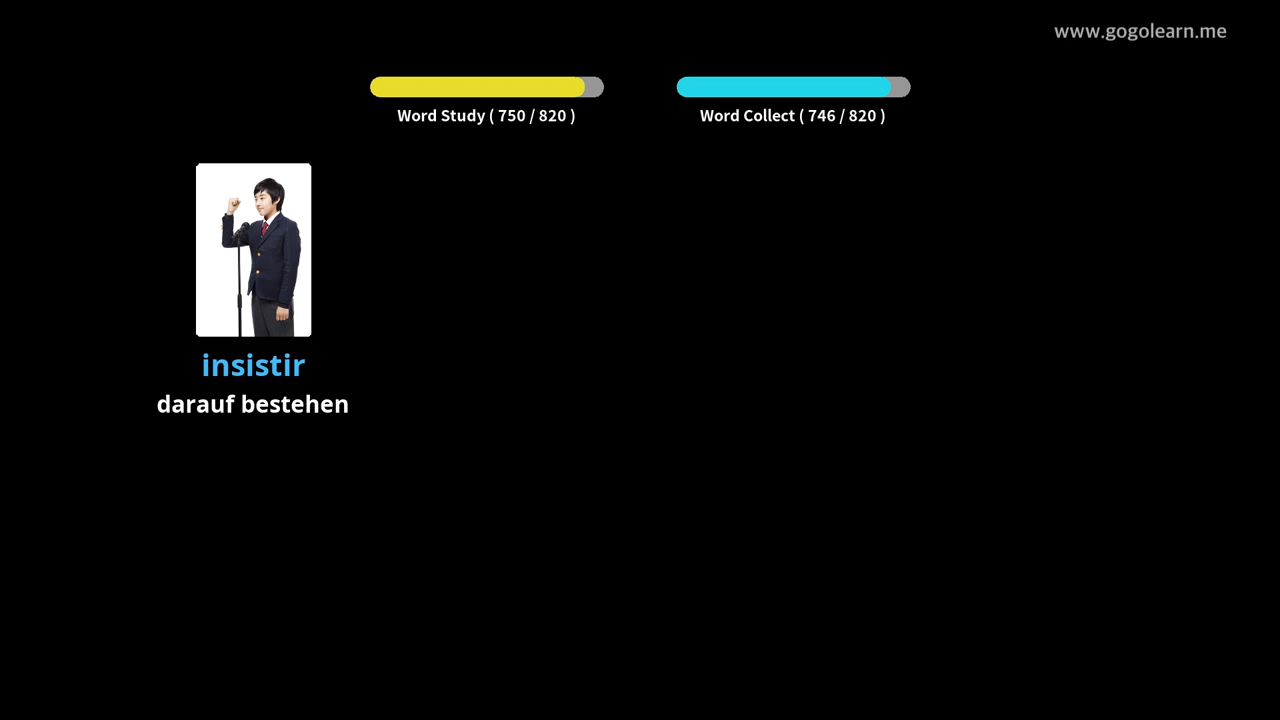 www.gogolearn.me
Word Study ( 750 / 820 )
Word Collect ( 746 / 820 )
insistir
darauf bestehen